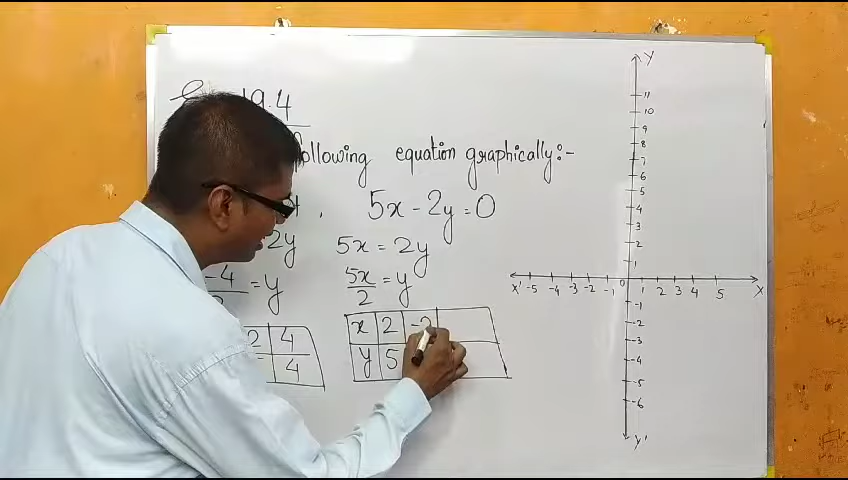 19.4
following equation graphically:-
5x - 2y = 0
2y 5x = 2y
-4 = y 5x/2 = y
2 4 x 2 -2
4 y 5
Y
11
10
9
8
7
6
5
4
3
2
1
X' -5 -4 -3 -2 -1 0 1 2 3 4 5 X
-1
-2
-3
-4
-5
-6
Y'